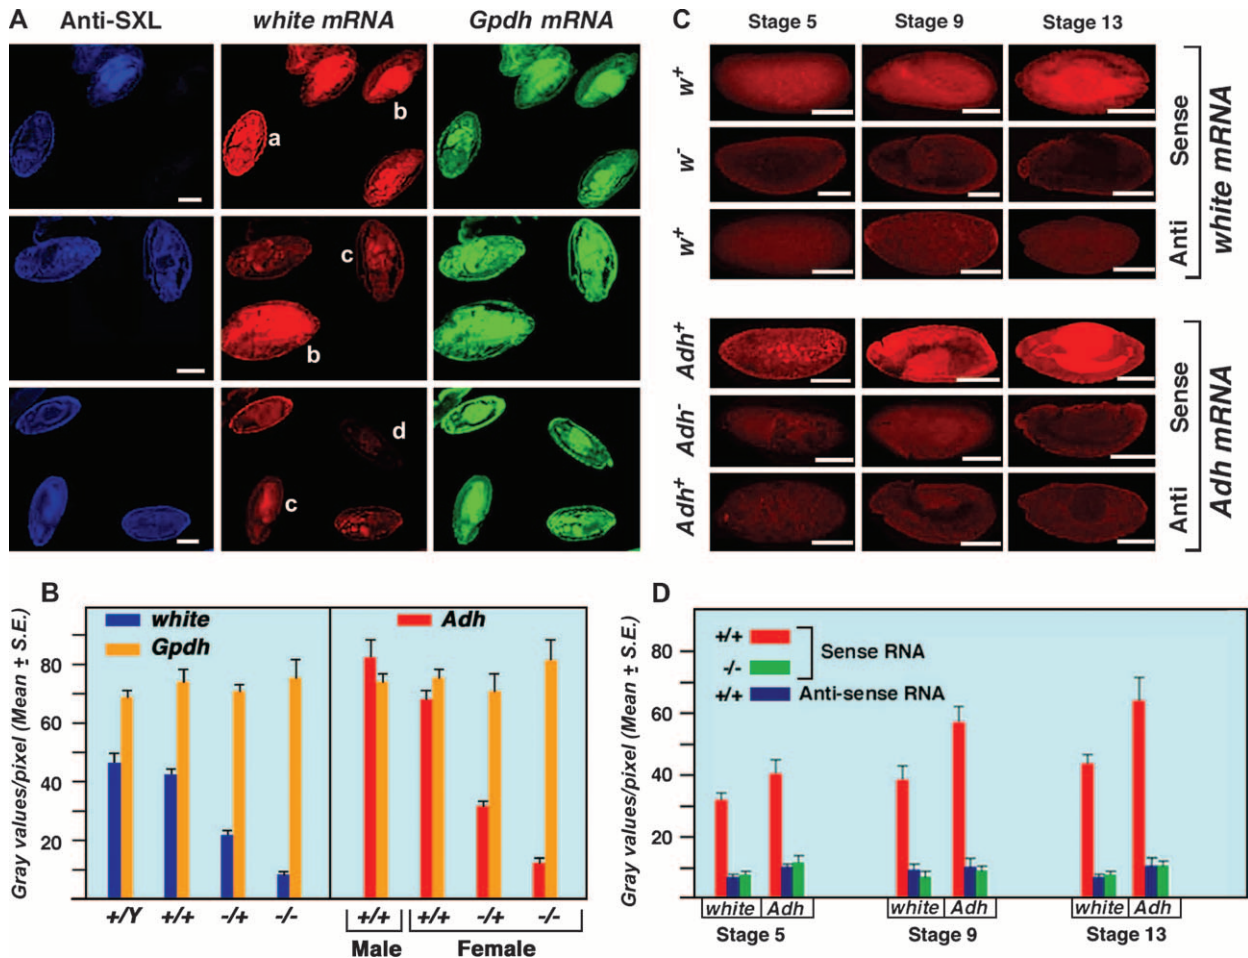 A
Anti-SXL
white mRNA
Gpdh mRNA
a
b
c
b
d
c
C
Stage 5
Stage 9
Stage 13
w+
w-
w+
Sense
Anti
white mRNA
Adh+
Adh-
Adh+
Sense
Anti
Adh mRNA
B
Gray values/pixel (Mean ± S.E.)
80
60
40
20
white
Gpdh
Adh
+/Y
+/+
-/+
-/-
+/+
+/+
-/+
-/-
Male
Female
D
Gray values/pixel (Mean ± S.E.)
80
60
40
20
+/+
-/-
Sense RNA
+/+
Anti-sense RNA
white
Adh
white
Adh
white
Adh
Stage 5
Stage 9
Stage 13